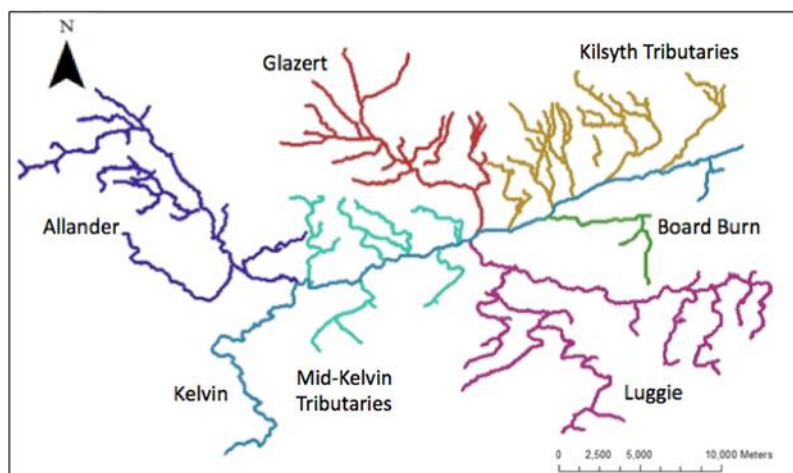 N
Glazert
Kilsyth Tributaries
Allander
Board Burn
Kelvin
Mid-Kelvin
Tributaries
Luggie
0 2,500 5,000 10,000 Meters